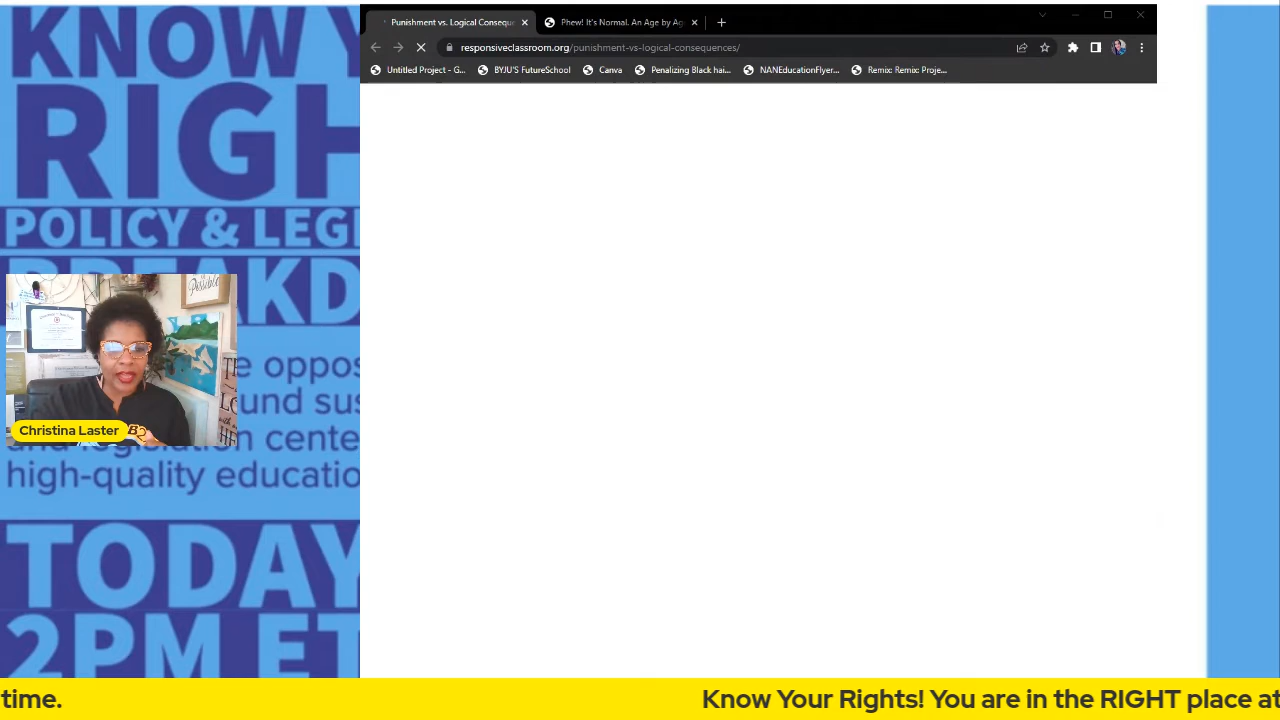 KNOW Y
RIGH
POLICY & LEGI
BREAKD
e oppos
und sus
and legislation cente
high-quality educatio
TODAY
2PM ET
Possible
Christina Laster
Punishment vs. Logical Conseque
Phew! It's Normal. An Age by Ag
responsiveclassroom.org/punishment-vs-logical-consequences/
Untitled Project - G...
BYJU'S FutureSchool
Canva
Penalizing Black hai...
NANEducationFlyer...
Remix: Remix Proje...
time.
Know Your Rights! You are in the RIGHT place at